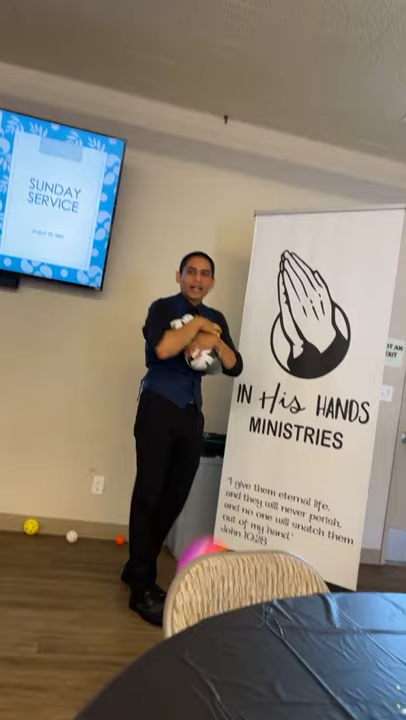 SUNDAY
SERVICE
IN His HANDS
MINISTRIES
"I give them eternal life,
and they will never perish,
and no one will snatch them
out of my hand."
John 10:28
EXIT